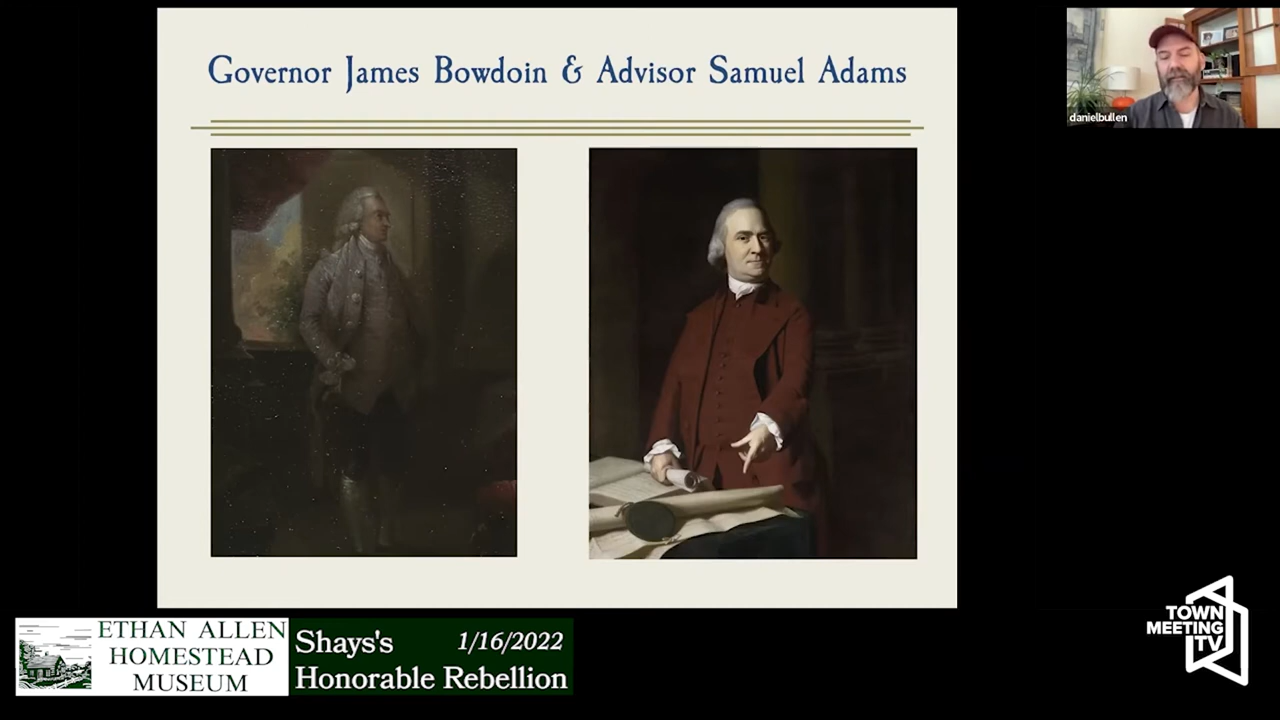 Governor James Bowdoin & Advisor Samuel Adams
danielbullen
ETHAN ALLEN
HOMESTEAD
MUSEUM
Shays's 1/16/2022
Honorable Rebellion
TOWN
MEETING
TV